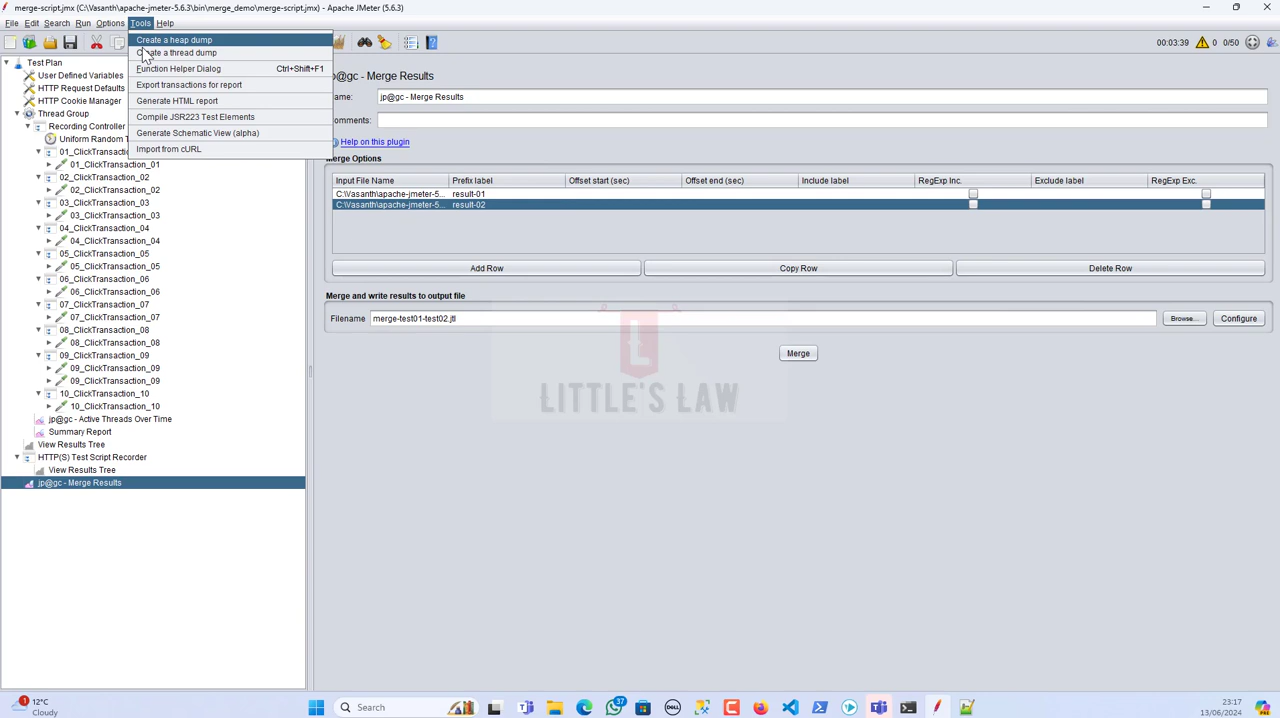 merge-script.jmx (C:\Vasanth\apache-jmeter-5.6.3\bin\merge_demo\merge-script.jmx) - Apache JMeter (5.6.3)
File Edit Search Run Options Tools Help
00:03:39 0 0/50
Create a heap dump
Create a thread dump
Function Helper Dialog Ctrl+Shift+F1
Export transactions for report
Generate HTML report
Compile JSR223 Test Elements
Generate Schematic View (alpha)
Import from cURL
Test Plan
User Defined Variables
HTTP Request Defaults
HTTP Cookie Manager
Thread Group
Recording Controller
Uniform Random T
01_ClickTransactio
01_ClickTransaction_01
02_ClickTransaction_02
02_ClickTransaction_02
03_ClickTransaction_03
03_ClickTransaction_03
04_ClickTransaction_04
04_ClickTransaction_04
05_ClickTransaction_05
05_ClickTransaction_05
06_ClickTransaction_06
06_ClickTransaction_06
07_ClickTransaction_07
07_ClickTransaction_07
08_ClickTransaction_08
08_ClickTransaction_08
09_ClickTransaction_09
09_ClickTransaction_09
09_ClickTransaction_09
10_ClickTransaction_10
10_ClickTransaction_10
jp@gc - Active Threads Over Time
Summary Report
View Results Tree
HTTP(S) Test Script Recorder
View Results Tree
jp@gc - Merge Results
jp@gc - Merge Results
ame: jp@gc - Merge Results
omments:
Help on this plugin
Merge Options
Input File Name Prefix label Offset start (sec) Offset end (sec) Include label RegExp Inc. Exclude label RegExp Exc.
C:\Vasanth\apache-jmeter-5... result-01
C:\Vasanth\apache-jmeter-5... result-02
Add Row Copy Row Delete Row
Merge and write results to output file
Filename merge-test01-test02.jtl Browse... Configure
Merge
LITTLE'S LAW
1 12°C
Cloudy
Search
37
23:17
13/06/2024